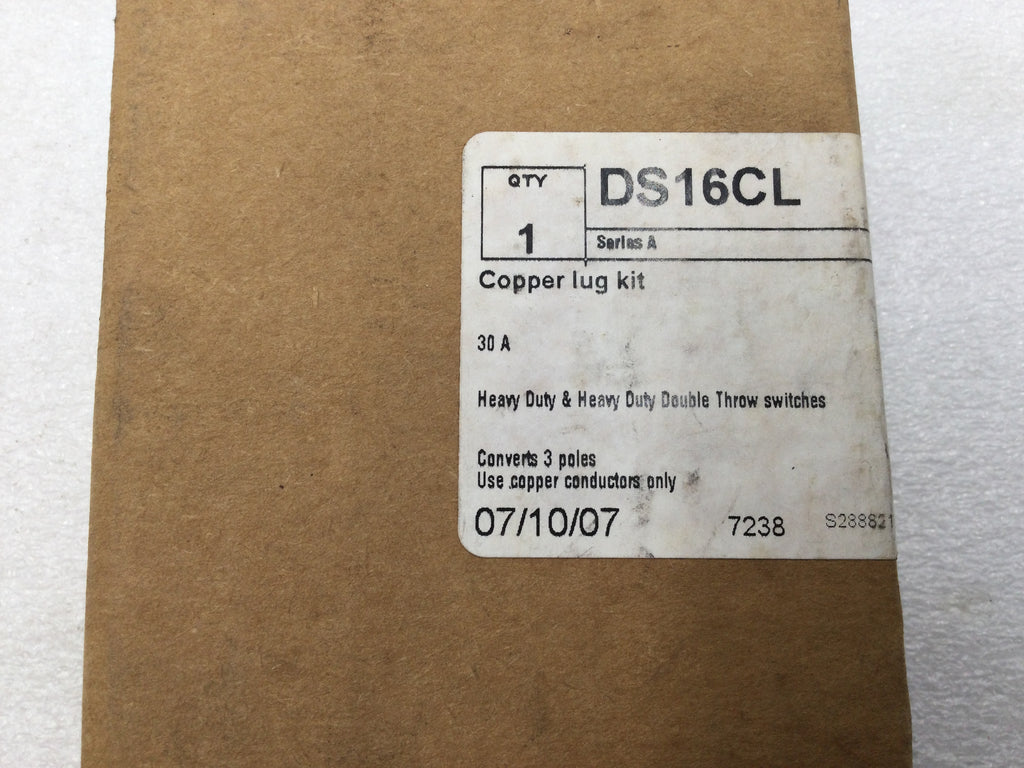 QTY
1
DS16CL
Series A
Copper lug kit
30 A
Heavy Duty & Heavy Duty Double Throw switches
Converts 3 poles
Use copper conductors only
07/10/07 7238 S288821